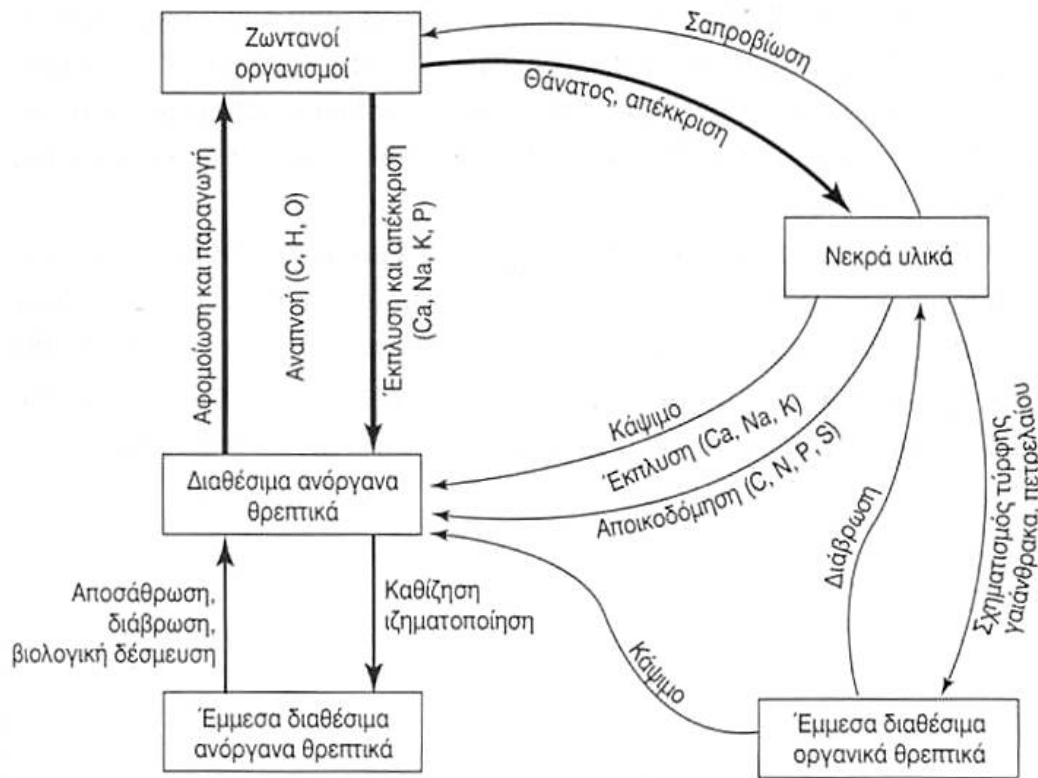 Ζωντανοί
οργανισμοί
Σαπροβίωση
Θάνατος, απέκκριση
Νεκρά υλικά
Αφομοίωση και παραγωγή
Αναπνοή (C, H, O)
Έκπλυση και απέκκριση
(Ca, Na, K, P)
Κάψιμο
Έκπλυση (Ca, Na, K)
Αποικοδόμηση (C, N, P, S)
Διαθέσιμα ανόργανα
θρεπτικά
Διάβρωση
Σχηματισμός τύρφης
γαιάνθρακα, πετρελαίου
Αποσάθρωση,
διάβρωση,
βιολογική δέσμευση
Καθίζηση
ιζηματοποίηση
Κάψιμο
Έμμεσα διαθέσιμα
ανόργανα θρεπτικά
Έμμεσα διαθέσιμα
οργανικά θρεπτικά